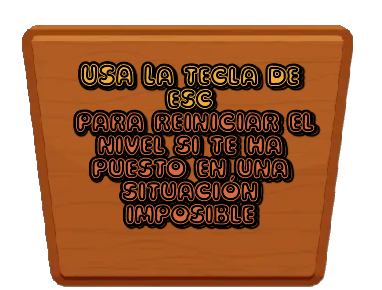 USA LA TECLA DE
ESC
PARA REINICIAR EL
NIVEL SI TE HA
PUESTO EN UNA
SITUACIÓN
IMPOSIBLE